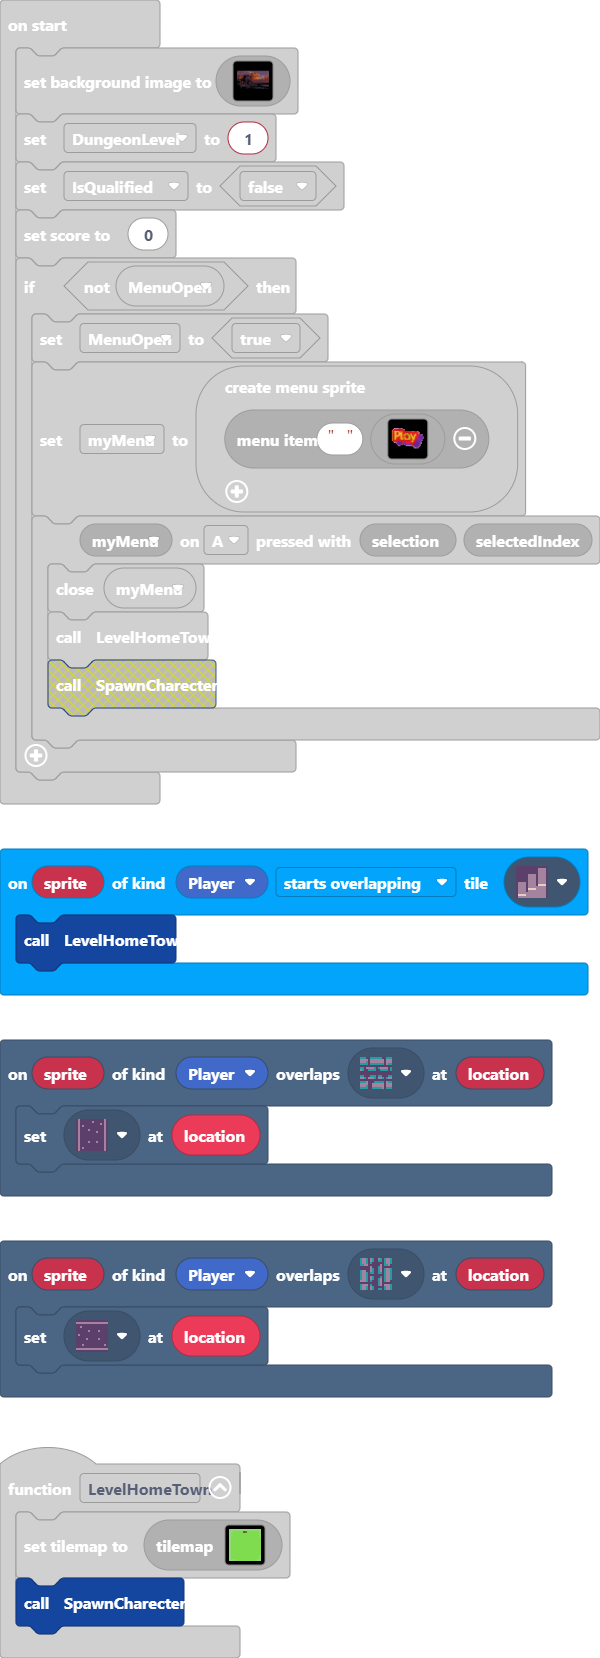 on start
set background image to
set DungeonLevel to 1
set IsQualified to false
set score to 0
if not MenuOpen then
set MenuOpen to true
create menu sprite
set myMenu to menu item " " Play
myMenu on A pressed with selection selectedIndex
close myMenu
call LevelHomeTow
call SpawnCharecter
on sprite of kind Player starts overlapping tile
call LevelHomeTow
on sprite of kind Player overlaps at location
set at location
on sprite of kind Player overlaps at location
set at location
function LevelHomeTown
set tilemap to tilemap
call SpawnCharecter